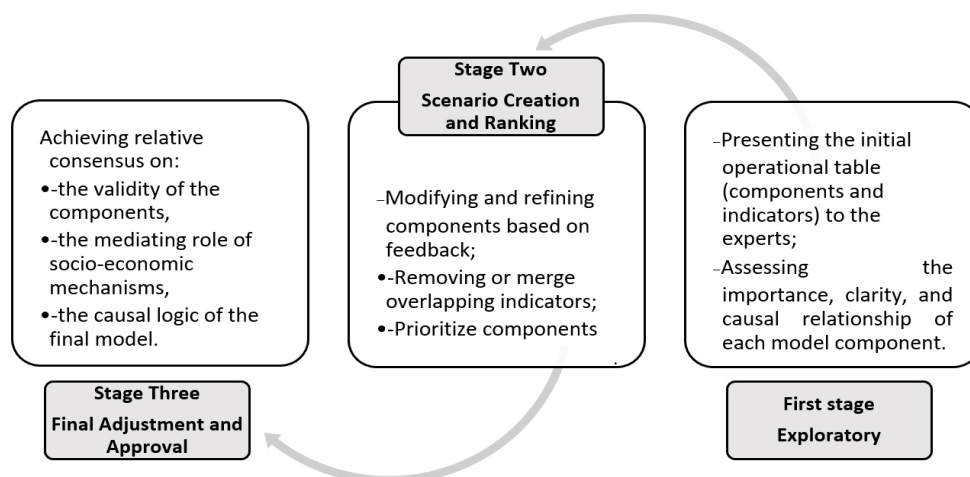 Stage Two
Scenario Creation
and Ranking
Achieving relative
consensus on:
•-the validity of the
components,
•-the mediating role of
socio-economic
mechanisms,
•-the causal logic of the
final model.
Stage Three
Final Adjustment and
Approval
-Modifying and refining
components based on
feedback;
•-Removing or merge
overlapping indicators;
•-Prioritize components
.
-Presenting the initial
operational table
(components and
indicators) to the
experts;
-Assessing the
importance, clarity, and
causal relationship of
each model component.
First stage
Exploratory